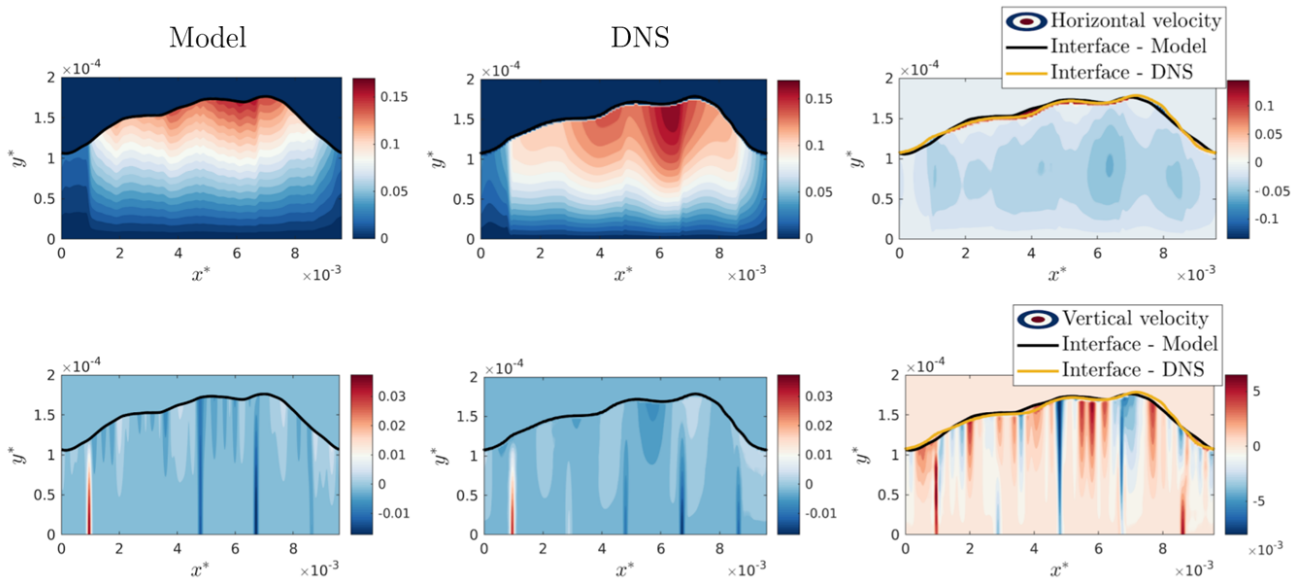 Model
DNS
Horizontal velocity
Interface - Model
Interface - DNS
×10-4
2
1.5
1
0.5
0
y*
0 2 4 6 8
x*
×10-3
0.15
0.1
0.05
0
×10-4
2
1.5
1
0.5
0
y*
0 2 4 6 8
x*
×10-3
0.15
0.1
0.05
0
2
1.5
1
0.5
0
y*
0 2 4 6 8
x*
×10-3
0.1
0.05
0
-0.05
-0.1
Vertical velocity
Interface - Model
Interface - DNS
×10-4
2
1.5
1
0.5
0
y*
0 2 4 6 8
x*
×10-3
0.03
0.02
0.01
0
-0.01
×10-4
2
1.5
1
0.5
0
y*
0 2 4 6 8
x*
×10-3
0.03
0.02
0.01
0
-0.01
×10-4
2
1.5
1
0.5
0
y*
0 2 4 6 8
x*
×10-3
5
0
-5
×10-3